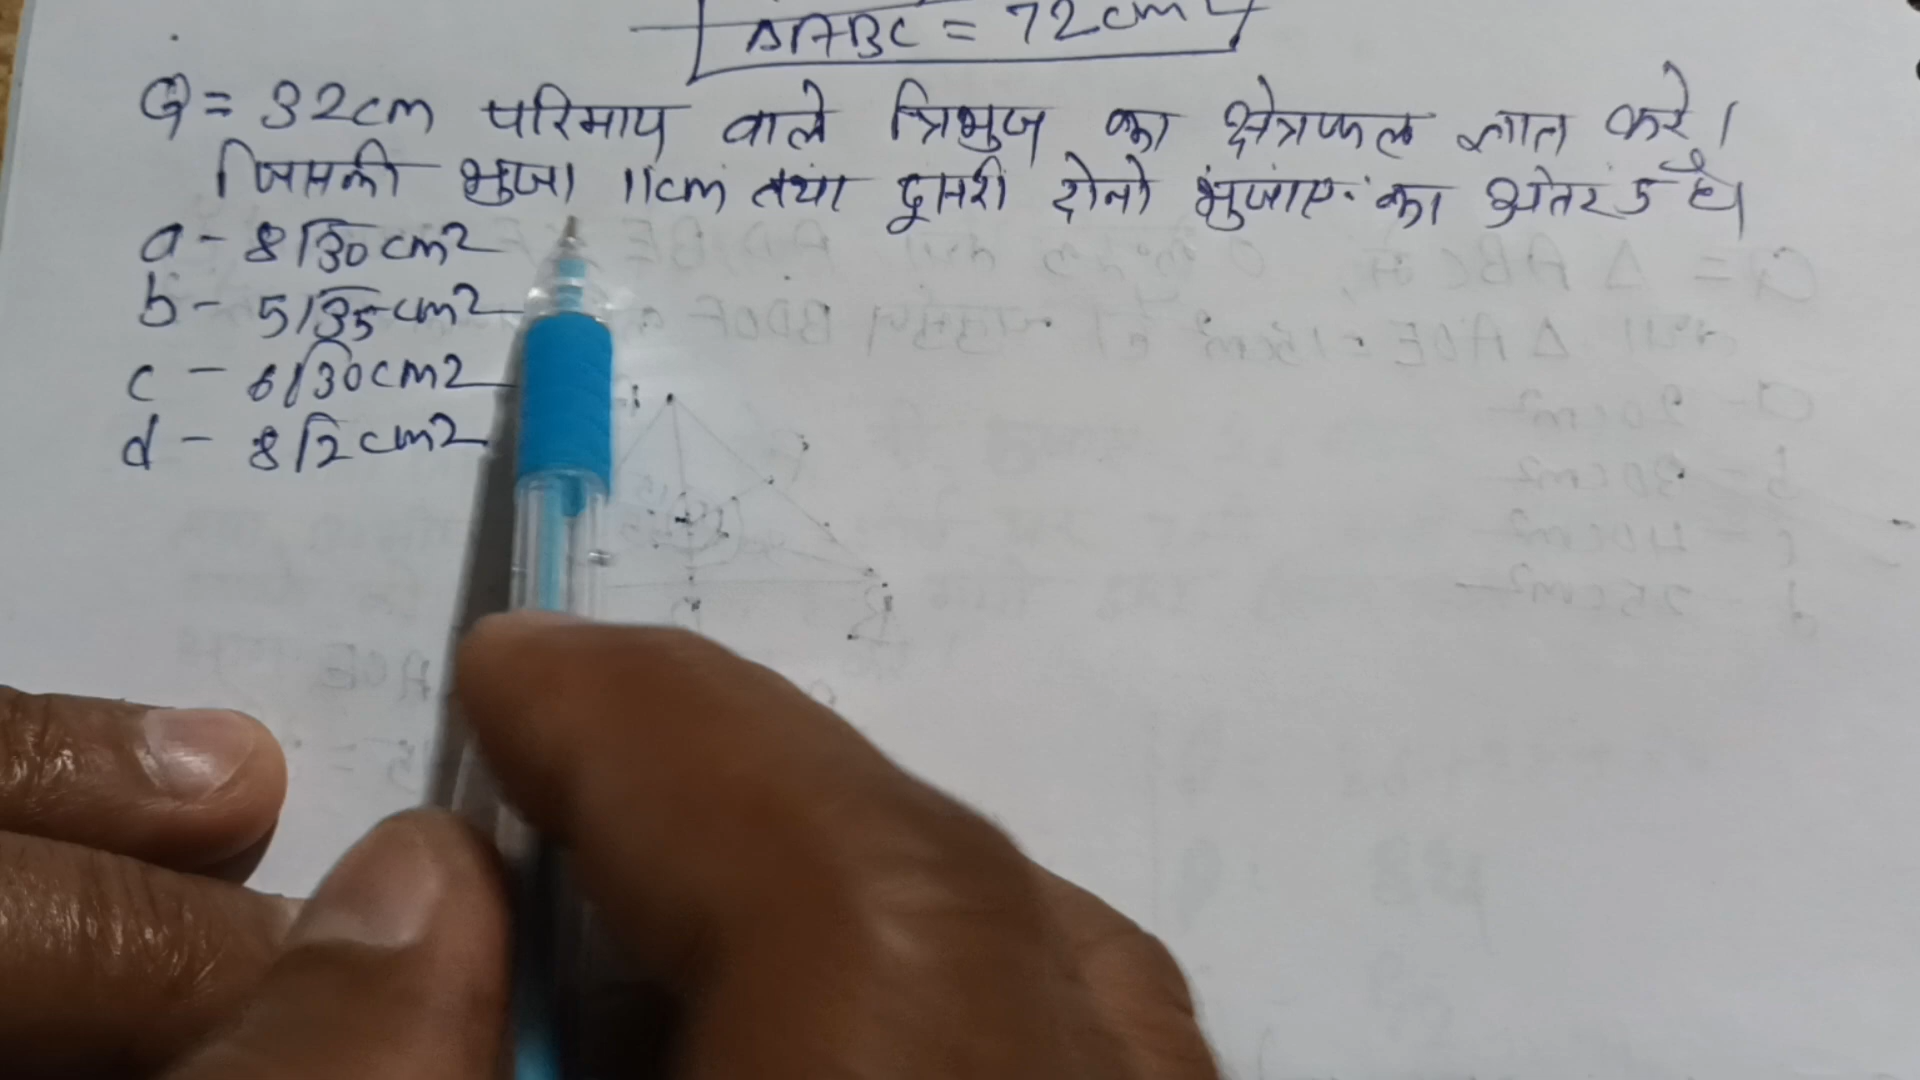 ΔABC = 72cm²
Q = 32cm परिमाप वाले त्रिभुज का क्षेत्रफल ज्ञात करे।
जिसकी भुजा 11cm तथा दुसरी दोनो भुजाए का अंतर 5 है।
a - 8√30 cm2
b - 5√35 cm2
c - 6√30 cm2
d - 8√2 cm2